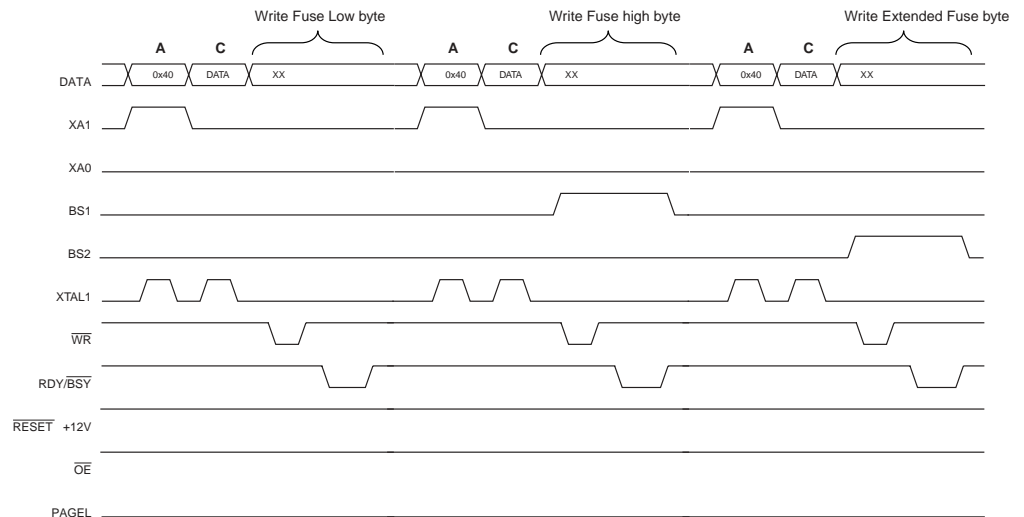 Write Fuse Low byte Write Fuse high byte Write Extended Fuse byte
A C A C A C
DATA 0x40 DATA XX 0x40 DATA XX 0x40 DATA XX
XA1
XA0
BS1
BS2
XTAL1
WR
RDY/BSY
RESET +12V
OE
PAGEL